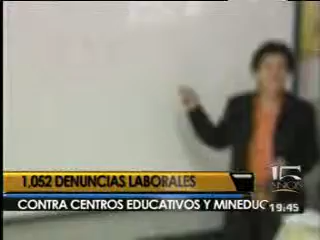 1,052 DENUNCIAS LABORALES
15
AÑOS
CONTRA CENTROS EDUCATIVOS Y MINEDUC
19:45